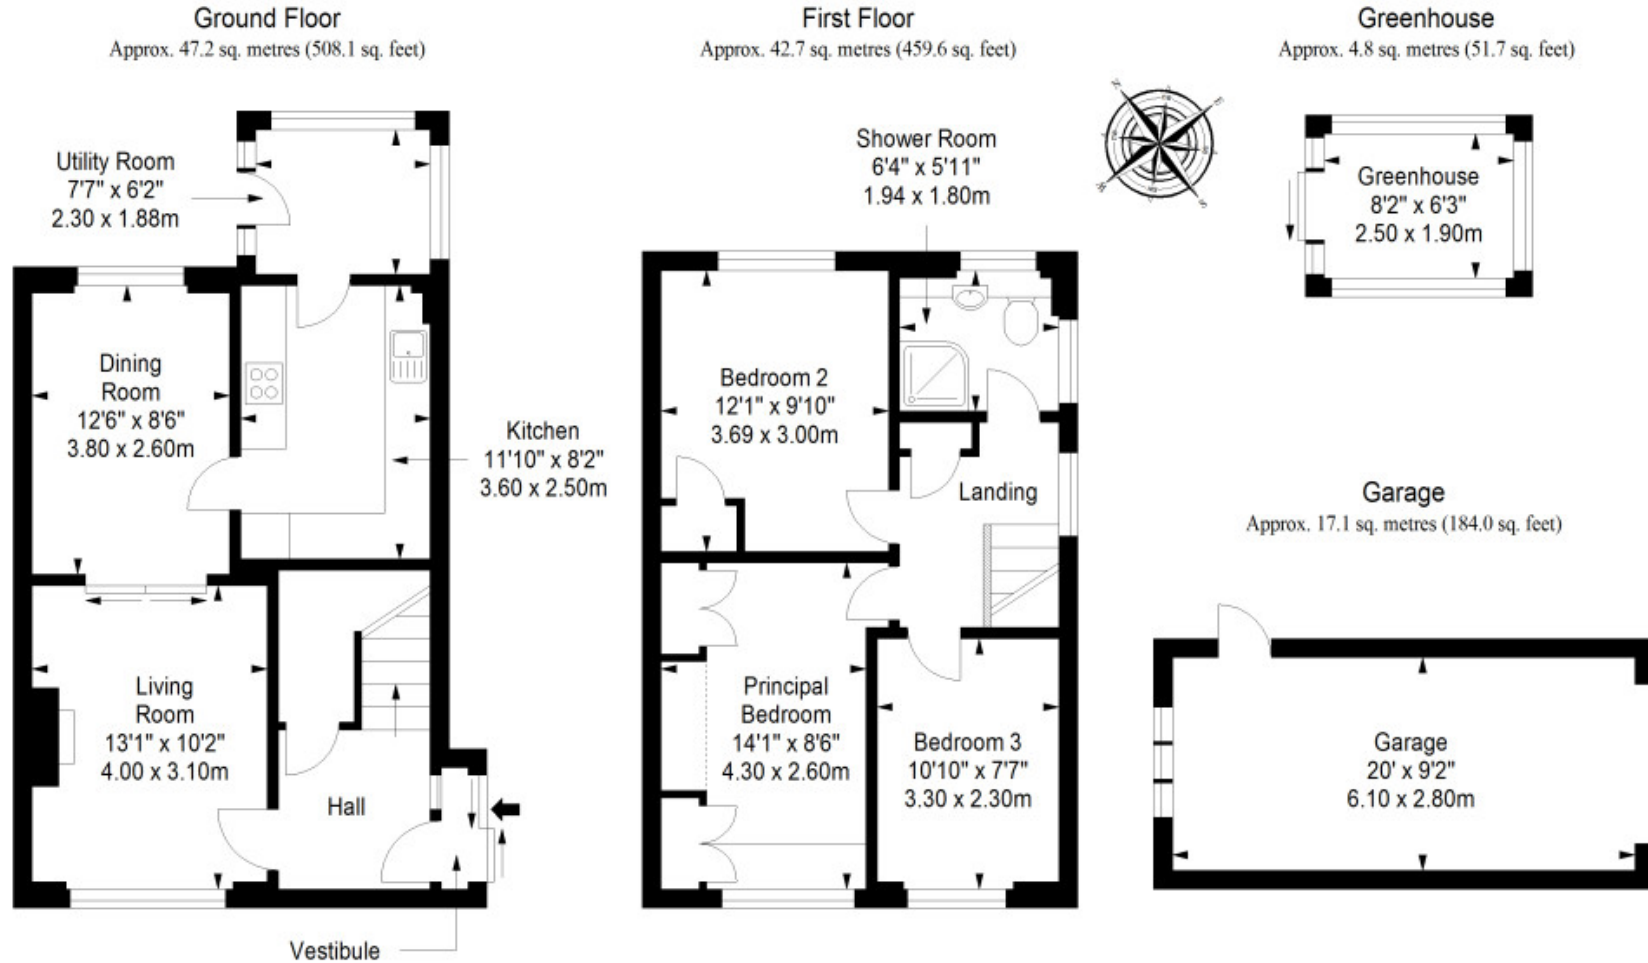 Ground Floor
Approx. 47.2 sq. metres (508.1 sq. feet)
Utility Room
7'7" x 6'2"
2.30 x 1.88m
Dining
Room
12'6" x 8'6"
3.80 x 2.60m
Kitchen
11'10" x 8'2"
3.60 x 2.50m
Living
Room
13'1" x 10'2"
4.00 x 3.10m
Hall
Vestibule
First Floor
Approx. 42.7 sq. metres (459.6 sq. feet)
Shower Room
6'4" x 5'11"
1.94 x 1.80m
Bedroom 2
12'1" x 9'10"
3.69 x 3.00m
Landing
Principal
Bedroom
14'1" x 8'6"
4.30 x 2.60m
Bedroom 3
10'10" x 7'7"
3.30 x 2.30m
N
E
S
W
Greenhouse
Approx. 4.8 sq. metres (51.7 sq. feet)
Greenhouse
8'2" x 6'3"
2.50 x 1.90m
Garage
Approx. 17.1 sq. metres (184.0 sq. feet)
Garage
20' x 9'2"
6.10 x 2.80m